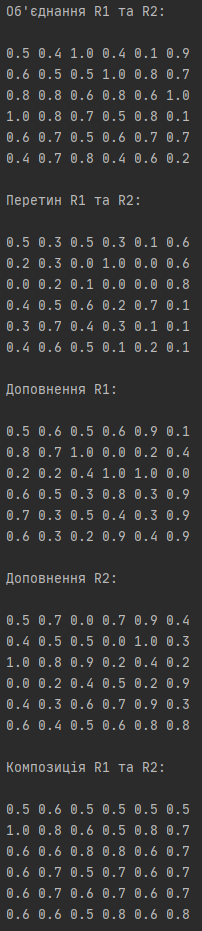 Об'єднання R1 та R2:
0.5 0.4 1.0 0.4 0.1 0.9
0.6 0.5 0.5 1.0 0.8 0.7
0.8 0.8 0.6 0.8 0.6 1.0
1.0 0.8 0.7 0.5 0.8 0.1
0.6 0.7 0.5 0.6 0.7 0.7
0.4 0.7 0.8 0.4 0.6 0.2
Перетин R1 та R2:
0.5 0.3 0.5 0.3 0.1 0.6
0.2 0.3 0.0 1.0 0.0 0.6
0.0 0.2 0.1 0.0 0.0 0.8
0.4 0.5 0.6 0.2 0.7 0.1
0.3 0.7 0.4 0.3 0.1 0.1
0.4 0.6 0.5 0.1 0.2 0.1
Доповнення R1:
0.5 0.6 0.5 0.6 0.9 0.1
0.8 0.7 1.0 0.0 0.2 0.4
0.2 0.2 0.4 1.0 1.0 0.0
0.6 0.5 0.3 0.8 0.3 0.9
0.7 0.3 0.5 0.4 0.3 0.9
0.6 0.3 0.2 0.9 0.4 0.9
Доповнення R2:
0.5 0.7 0.0 0.7 0.9 0.4
0.4 0.5 0.5 0.0 1.0 0.3
1.0 0.8 0.9 0.2 0.4 0.2
0.0 0.2 0.4 0.5 0.2 0.9
0.4 0.3 0.6 0.7 0.9 0.3
0.6 0.4 0.5 0.6 0.8 0.8
Композиція R1 та R2:
0.5 0.6 0.5 0.5 0.5 0.5
1.0 0.8 0.6 0.5 0.8 0.7
0.6 0.6 0.8 0.8 0.6 0.7
0.6 0.7 0.5 0.7 0.6 0.7
0.6 0.7 0.6 0.7 0.6 0.7
0.6 0.6 0.5 0.8 0.6 0.8